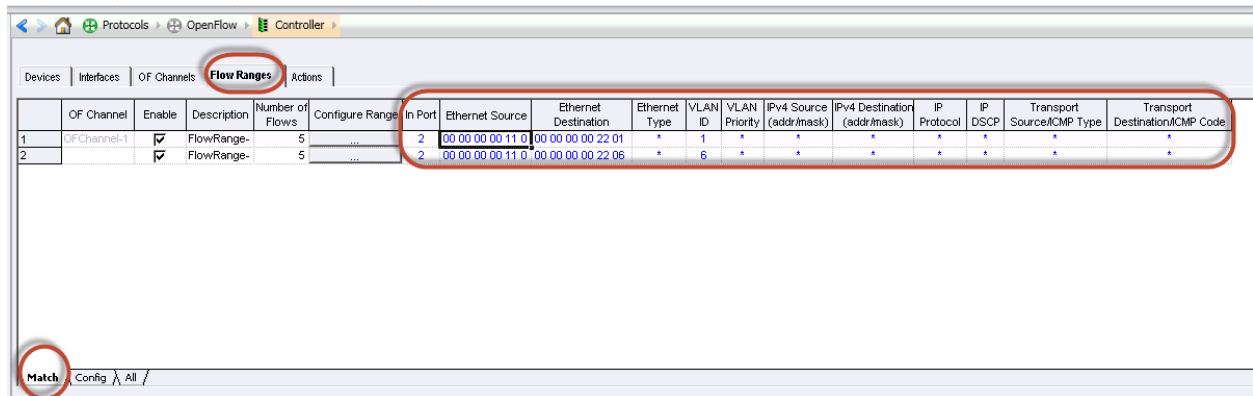 Protocols OpenFlow Controller
Devices Interfaces OF Channels Flow Ranges Actions
OF Channel Enable Description Number of Flows Configure Range In Port Ethernet Source Ethernet Destination Ethernet Type VLAN ID VLAN Priority IPv4 Source (addr/mask) IPv4 Destination (addr/mask) IP Protocol IP DSCP Transport Source/ICMP Type Transport Destination/ICMP Code
1 OFChannel-1 FlowRange- 5 ... 2 00 00 00 00 11 0 00 00 00 00 22 01 * 1 * * * * * * *
2 FlowRange- 5 ... 2 00 00 00 00 11 0 00 00 00 00 22 06 * 6 * * * * * * *
Match Config All